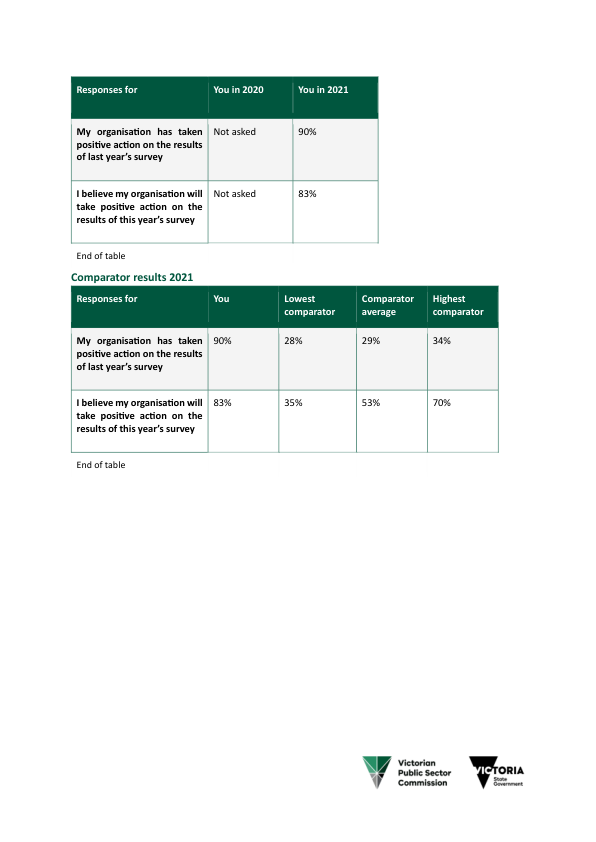 Responses for You in 2020 You in 2021
My organisation has taken Not asked 90%
positive action on the results
of last year's survey
I believe my organisation will Not asked 83%
take positive action on the
results of this year's survey
End of table
Comparator results 2021
Responses for You Lowest Comparator Highest
comparator average comparator
My organisation has taken 90% 28% 29% 34%
positive action on the results
of last year's survey
I believe my organisation will 83% 35% 53% 70%
take positive action on the
results of this year's survey
End of table
Victorian
Public Sector
Commission
VICTORIA
State
Government